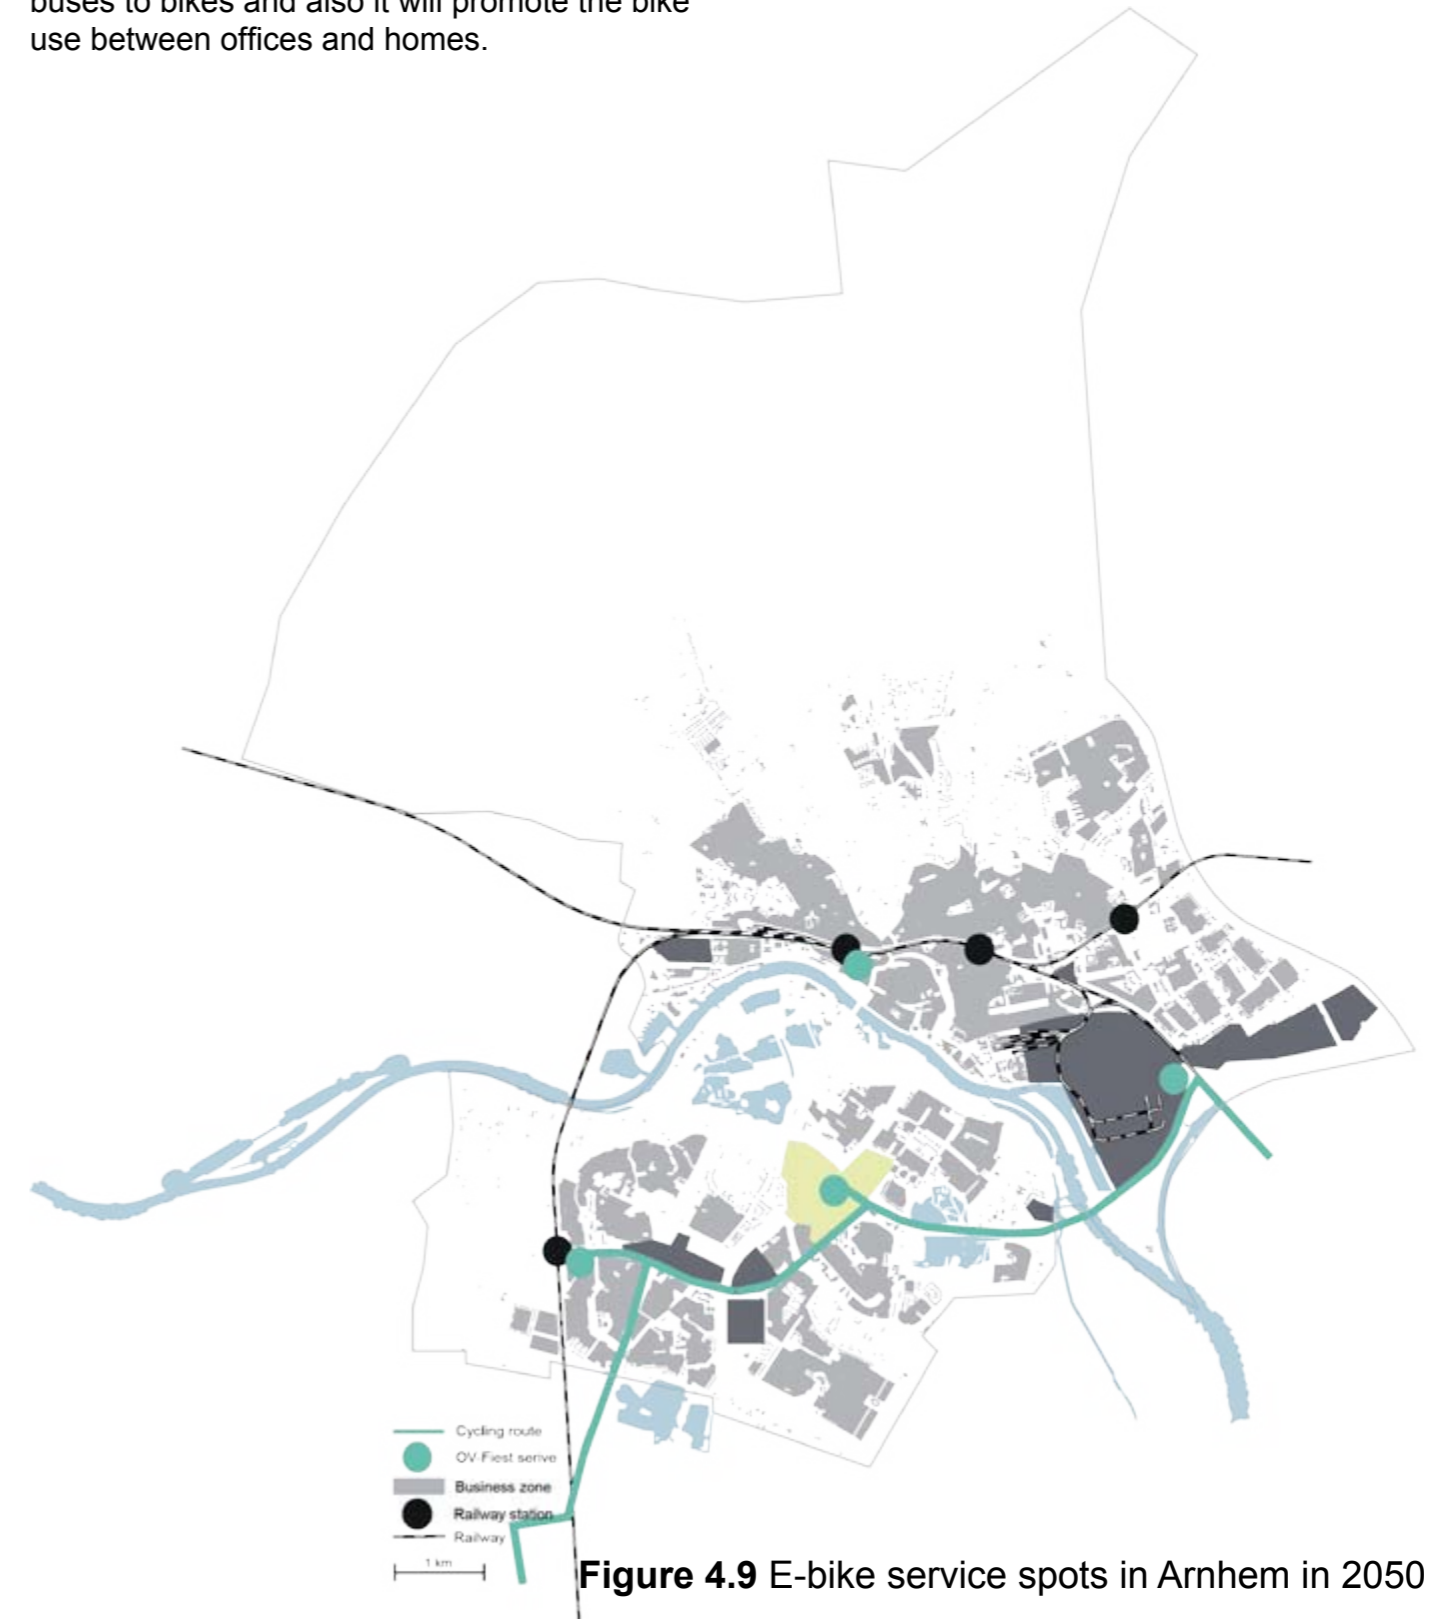 buses to bikes and also it will promote the bike
use between offices and homes.
Cycling route
OV-Fiest serive
Business zone
Railway station
Railway
1 km
Figure 4.9 E-bike service spots in Arnhem in 2050